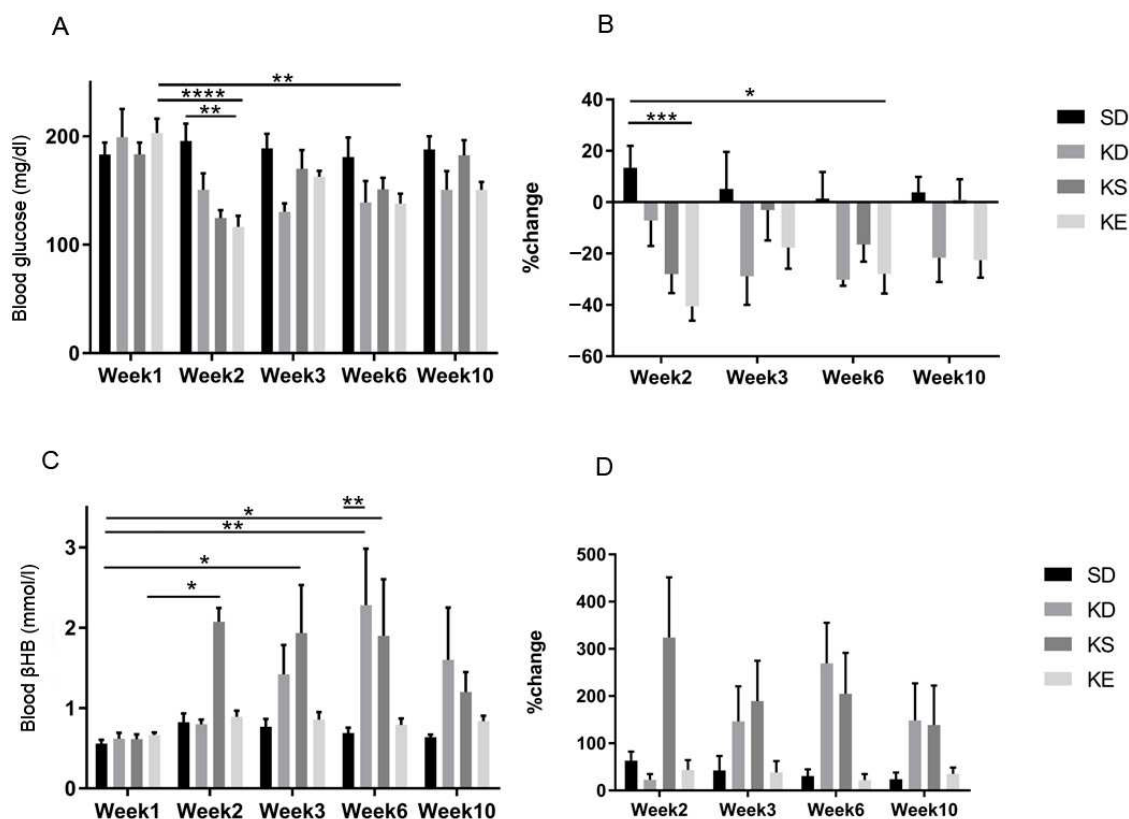 A
Blood glucose (mg/dl)
200
100
0
**
****
**
Week1 Week2 Week3 Week6 Week10
B
%change
40
20
0
−20
−40
−60
*
***
Week2 Week3 Week6 Week10
SD
KD
KS
KE
C
Blood βHB (mmol/l)
3
2
1
0
**
*
**
*
*
Week1 Week2 Week3 Week6 Week10
D
%change
500
400
300
200
100
0
Week2 Week3 Week6 Week10
SD
KD
KS
KE